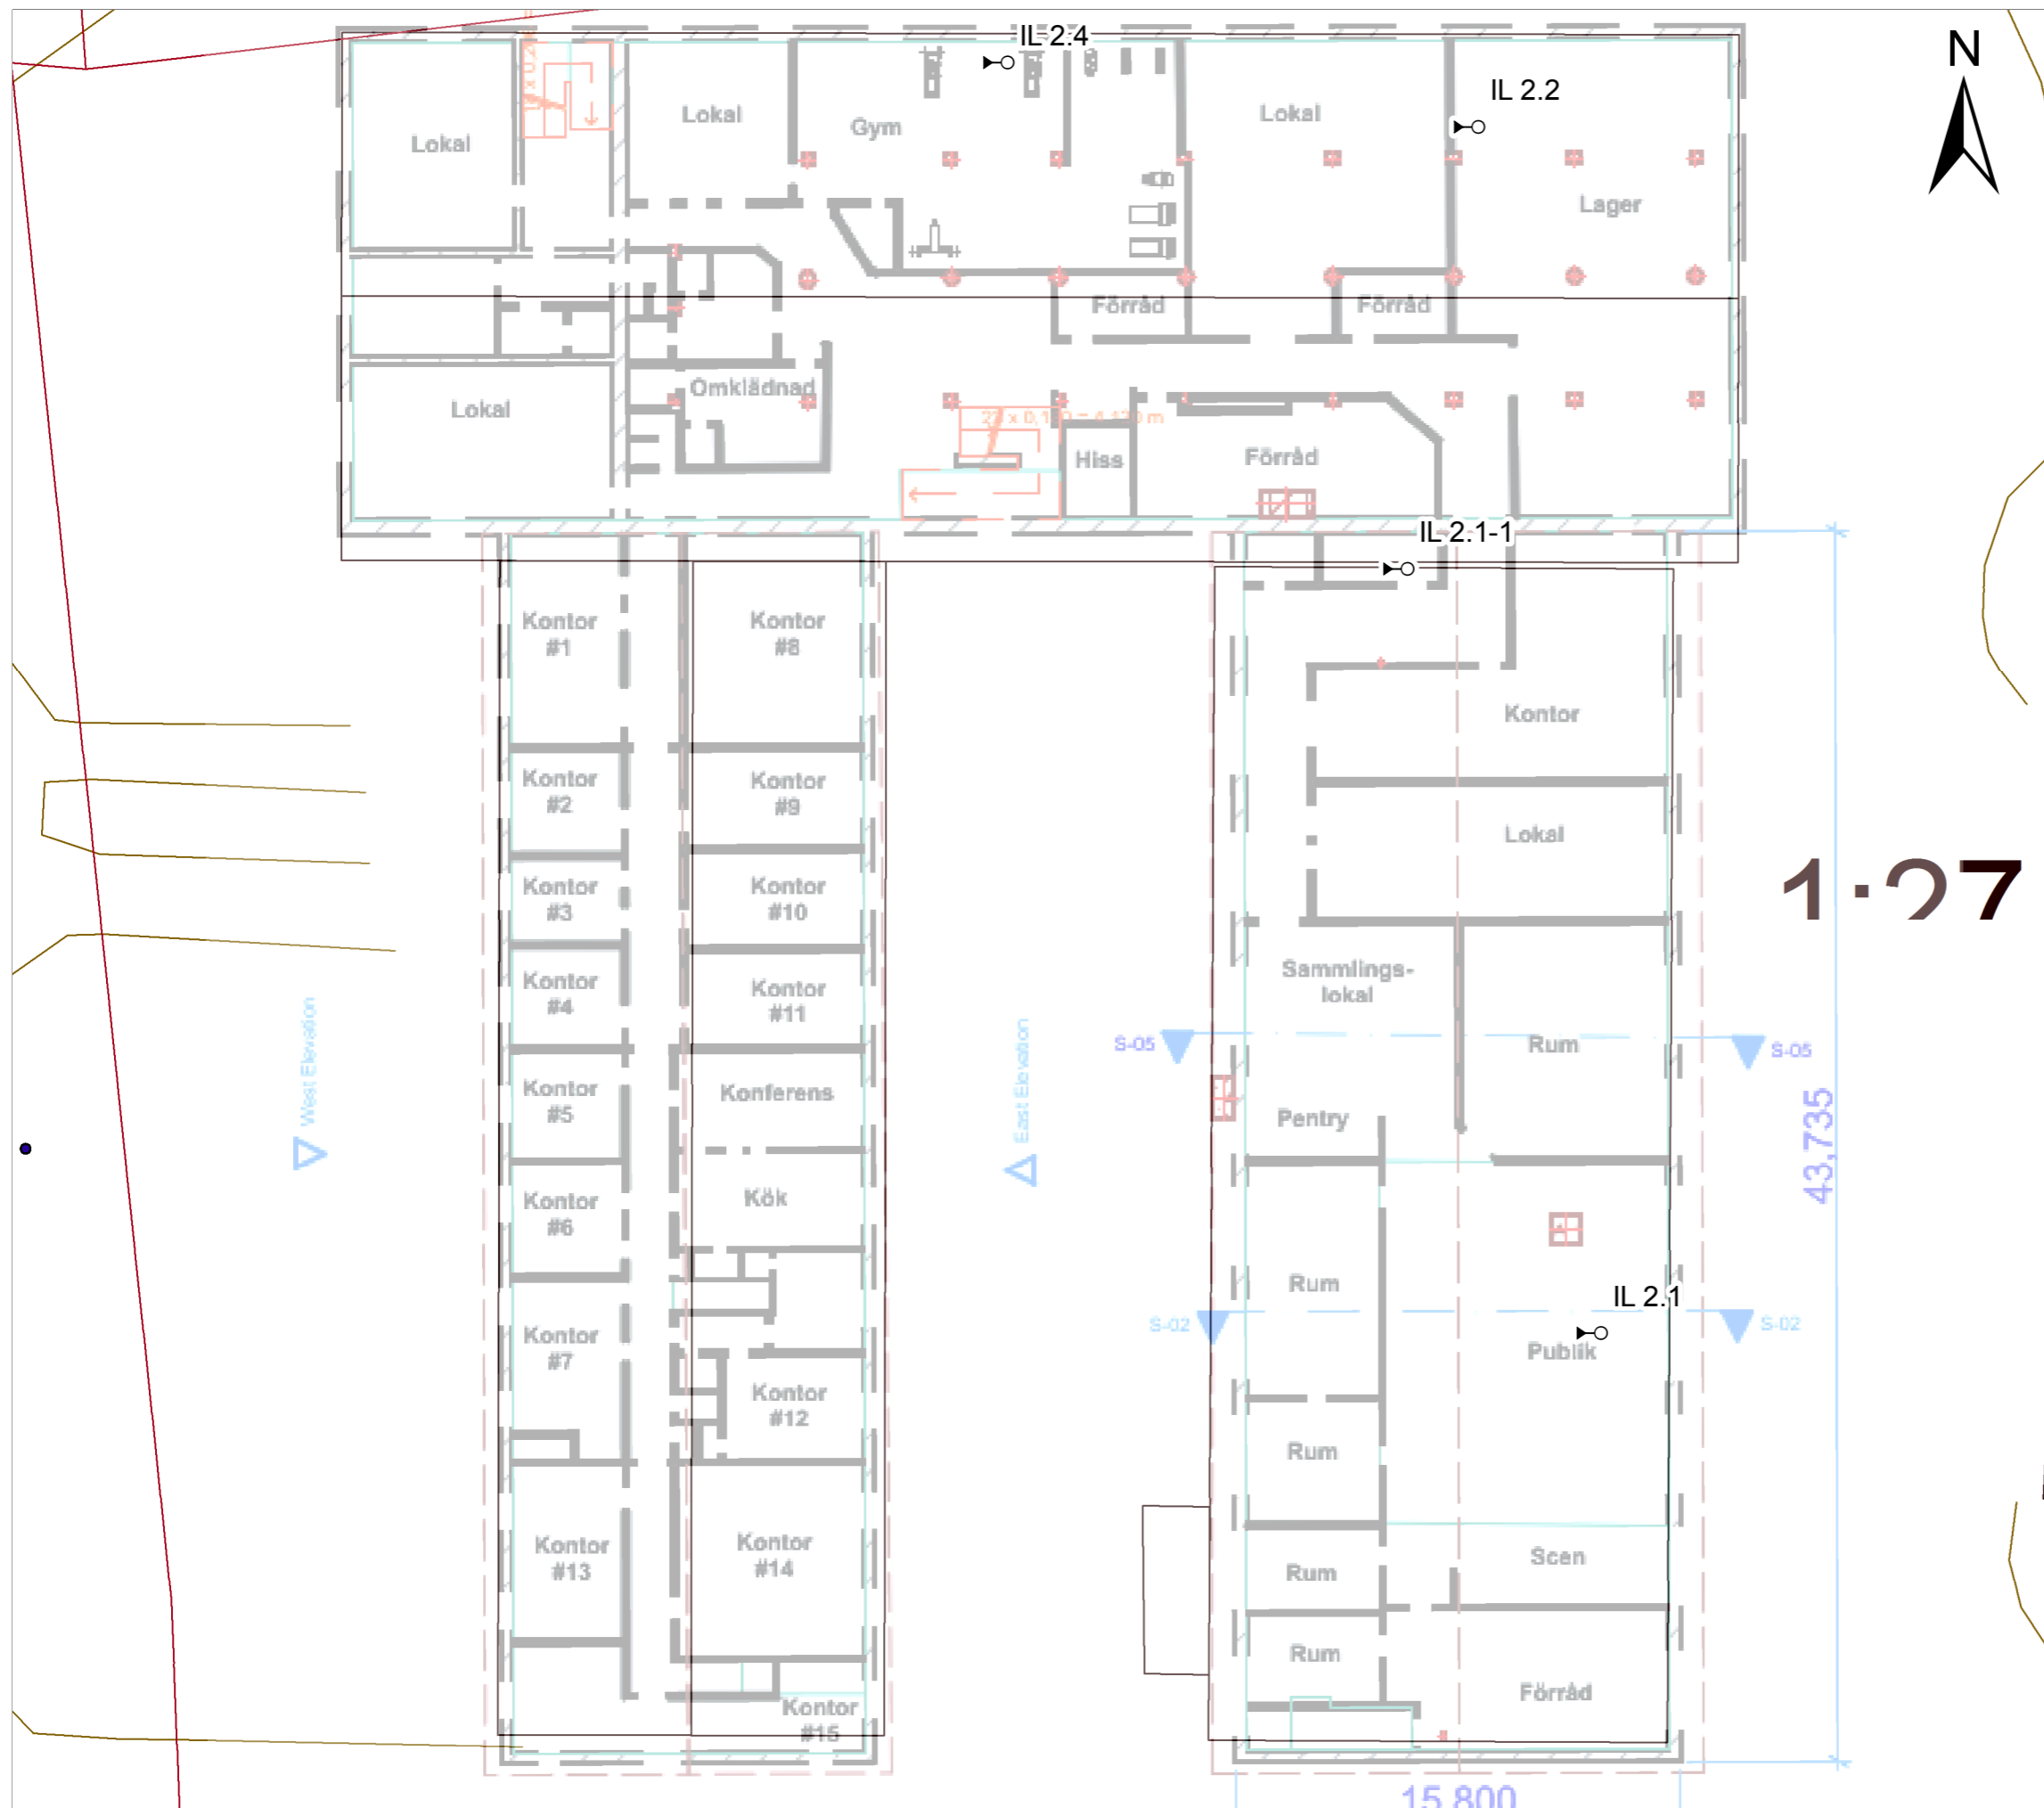 IL 2.4
N
IL 2.2
Lokal
Lokal
Gym
Lokal
Lager
Förråd
Förråd
Omklädnad
Lokal
Hiss
Förråd
IL 2.1-1
Kontor
#1
Kontor
#8
Kontor
Kontor
#2
Kontor
#9
Lokal
1:27
Kontor
#3
Kontor
#10
Kontor
#4
Kontor
#11
Sammlings-
lokal
West Elevation
East Elevation
S-05
Rum
S-05
Kontor
#5
Konferens
Pentry
43,735
Kontor
#6
Kök
Rum
IL 2.1
S-02
S-02
Kontor
#7
Publik
Kontor
#12
Rum
Kontor
#13
Kontor
#14
Scen
Rum
Rum
Kontor
#15
Förråd
15,800